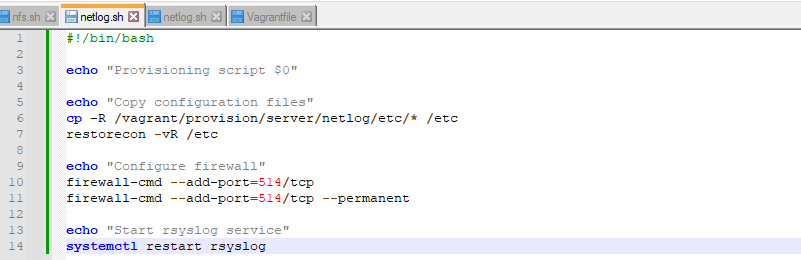 nfs.sh netlog.sh netlog.sh Vagrantfile
1 #!/bin/bash
2
3 echo "Provisioning script $0"
4
5 echo "Copy configuration files"
6 cp -R /vagrant/provision/server/netlog/etc/* /etc
7 restorecon -vR /etc
8
9 echo "Configure firewall"
10 firewall-cmd --add-port=514/tcp
11 firewall-cmd --add-port=514/tcp --permanent
12
13 echo "Start rsyslog service"
14 systemctl restart rsyslog